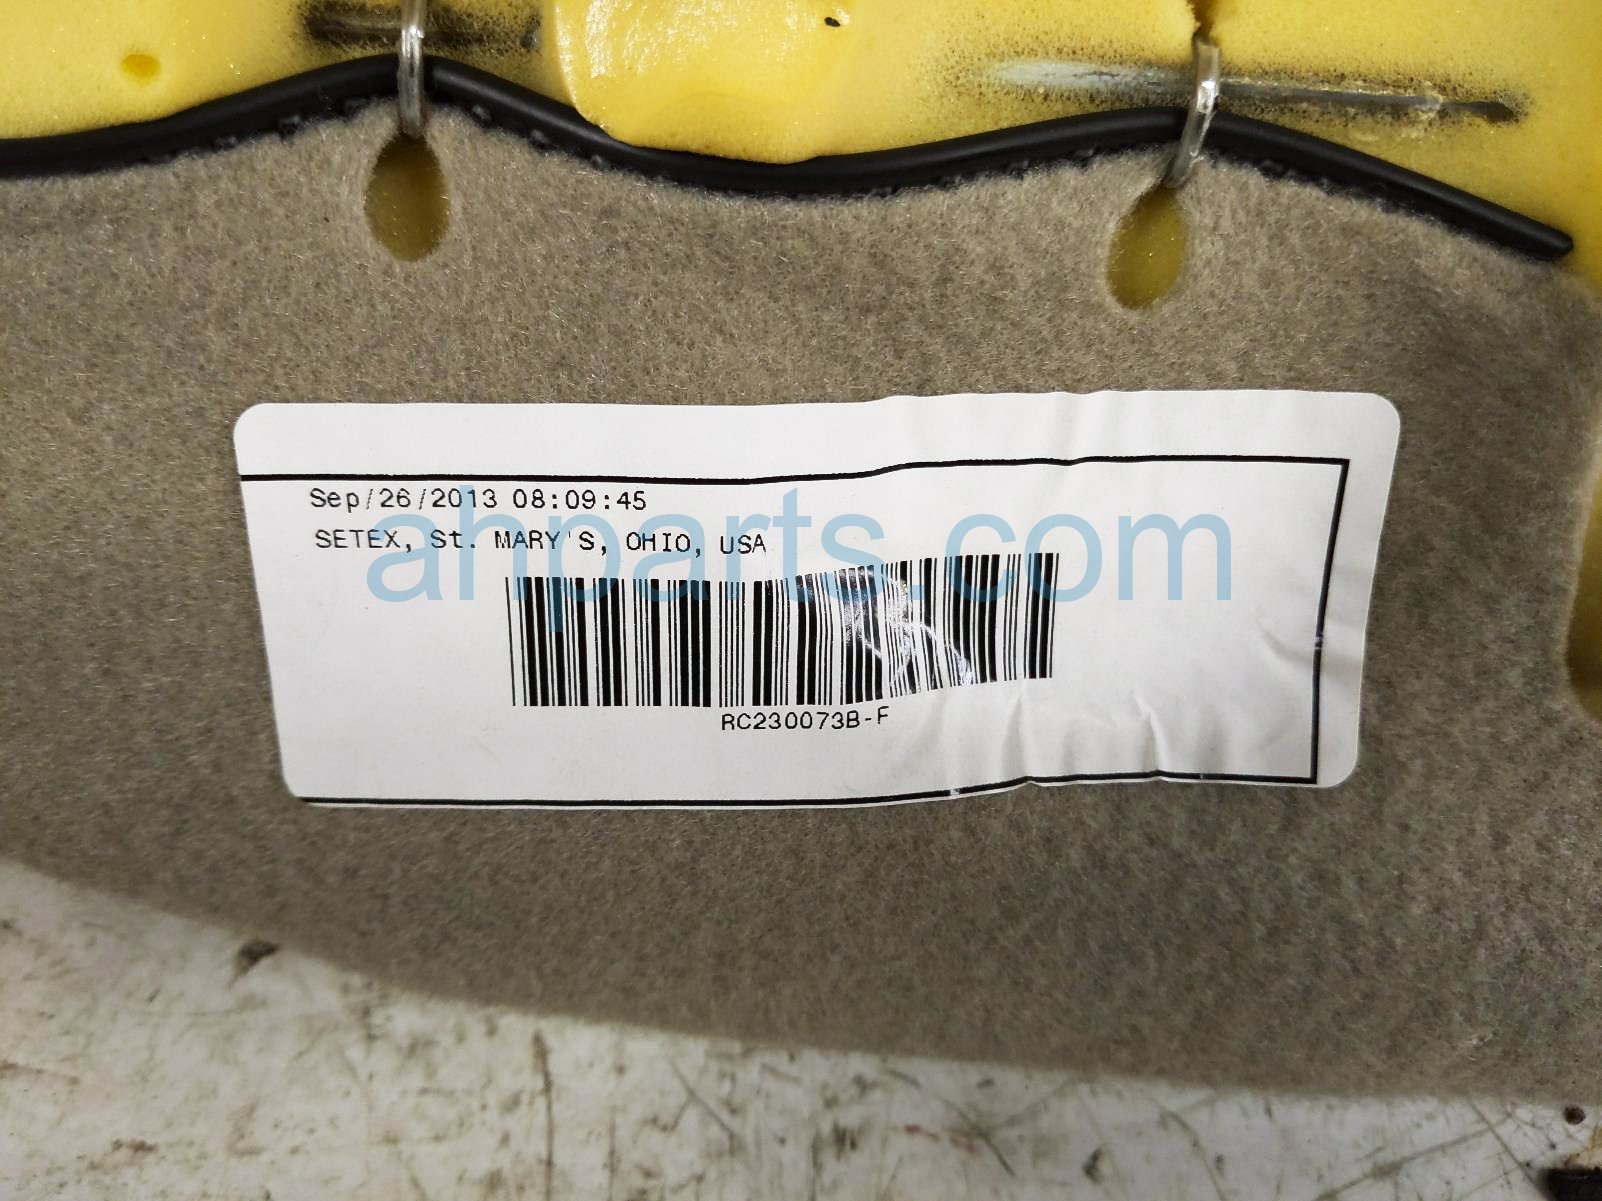 Sep/26/2013 08:09:45
SETEX, St. MARY'S, OHIO, USA
ahparts.com
RC230073B-F